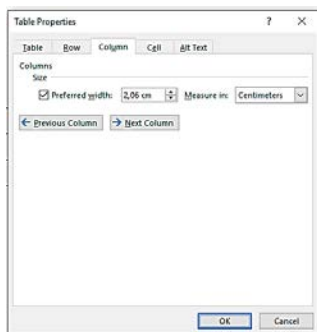 Table Properties ? ×
Table Row Column Cell Alt Text
Columns
Size
Preferred width: 2,06 cm Measure in: Centimeters
Previous Column Next Column
OK Cancel